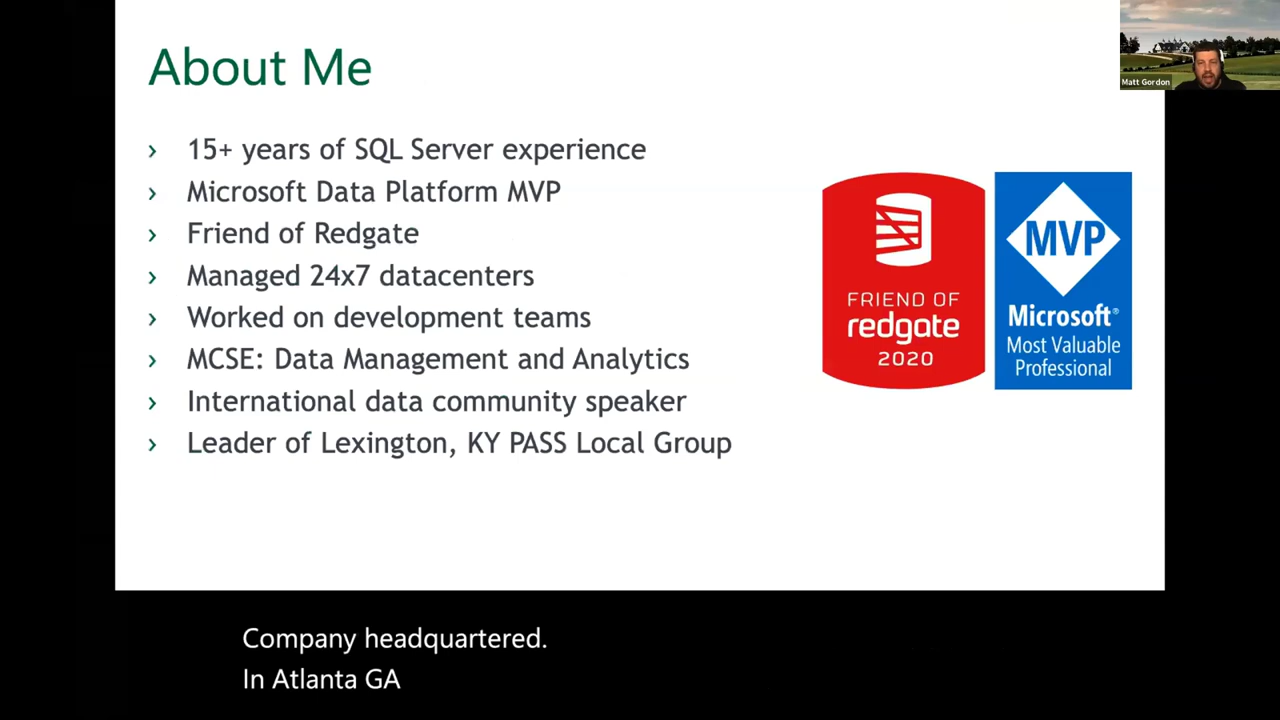 About Me
Matt Gordon
› 15+ years of SQL Server experience
› Microsoft Data Platform MVP
› Friend of Redgate
› Managed 24x7 datacenters
› Worked on development teams
› MCSE: Data Management and Analytics
› International data community speaker
› Leader of Lexington, KY PASS Local Group
FRIEND OF
redgate
2020
MVP
Microsoft®
Most Valuable
Professional
Company headquartered.
In Atlanta GA